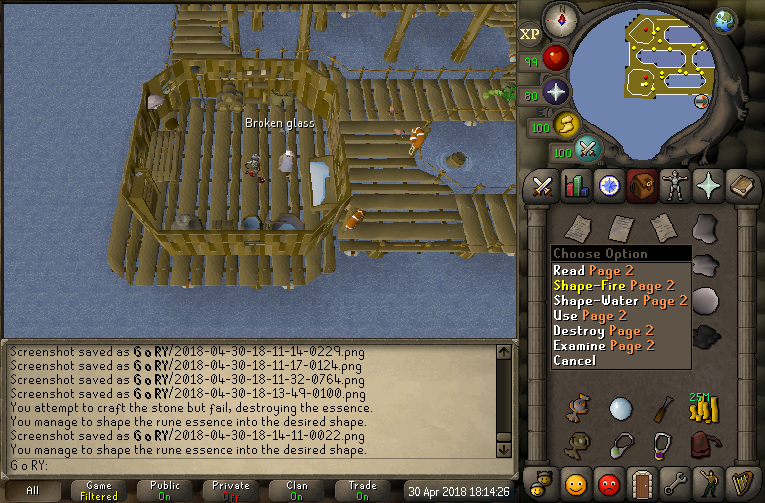 XP
N
99
80
100
100
Broken glass
25M
Choose Option
Read Page 2
Shape-Fire Page 2
Shape-Water Page 2
Use Page 2
Destroy Page 2
Examine Page 2
Cancel
Screenshot saved as G o RY/2018-04-30-18-11-14-0229.png
Screenshot saved as G o RY/2018-04-30-18-11-17-0124.png
Screenshot saved as G o RY/2018-04-30-18-11-32-0764.png
Screenshot saved as G o RY/2018-04-30-18-13-49-0100.png
You attempt to craft the stone but fail, destroying the essence.
You manage to shape the rune essence into the desired shape.
Screenshot saved as G o RY/2018-04-30-18-14-11-0022.png
You manage to shape the rune essence into the desired shape.
G o RY:
All
Game
Filtered
Public
On
Private
Off
Clan
On
Trade
On
30 Apr 2018 18:14:26